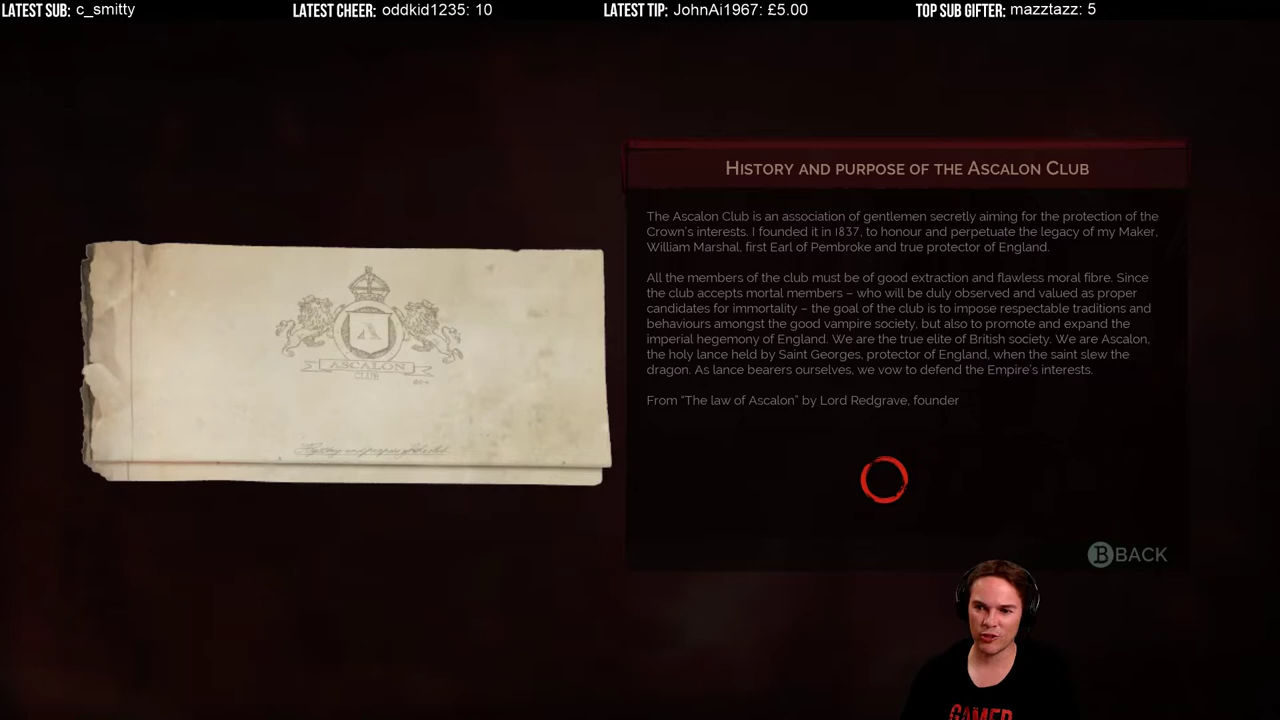 LATEST SUB: c_smitty LATEST CHEER: oddkid1235: 10 LATEST TIP: JohnAi1967: £5.00 TOP SUB GIFTER: mazztazz: 5
HISTORY AND PURPOSE OF THE ASCALON CLUB
The Ascalon Club is an association of gentlemen secretly aiming for the protection of the
Crown's interests. I founded it in 1837, to honour and perpetuate the legacy of my Maker,
William Marshal, first Earl of Pembroke and true protector of England.
All the members of the club must be of good extraction and flawless moral fibre. Since
the club accepts mortal members – who will be duly observed and valued as proper
candidates for immortality – the goal of the club is to impose respectable traditions and
behaviours amongst the good vampire society, but also to promote and expand the
imperial hegemony of England. We are the true elite of British society. We are Ascalon,
the holy lance held by Saint Georges, protector of England, when the saint slew the
dragon. As lance bearers ourselves, we vow to defend the Empire's interests.
From "The law of Ascalon" by Lord Redgrave, founder
A
ASCALON
CLUB
B BACK
GAMER